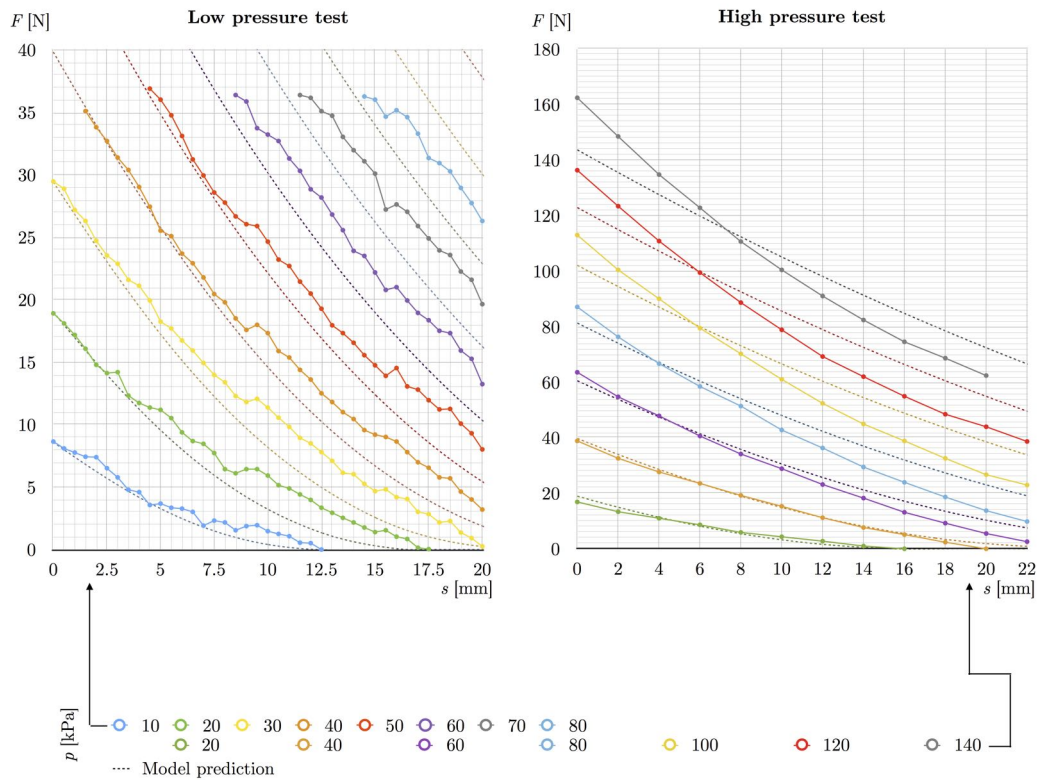 F [N] Low pressure test
40
35
30
25
20
15
10
5
0
0 2.5 5 7.5 10 12.5 15 17.5 20
s [mm]
F [N] High pressure test
180
160
140
120
100
80
60
40
20
0
0 2 4 6 8 10 12 14 16 18 20 22
s [mm]
p [kPa]
10 20 30 40 50 60 70 80
20 40 60 80 100 120 140
Model prediction